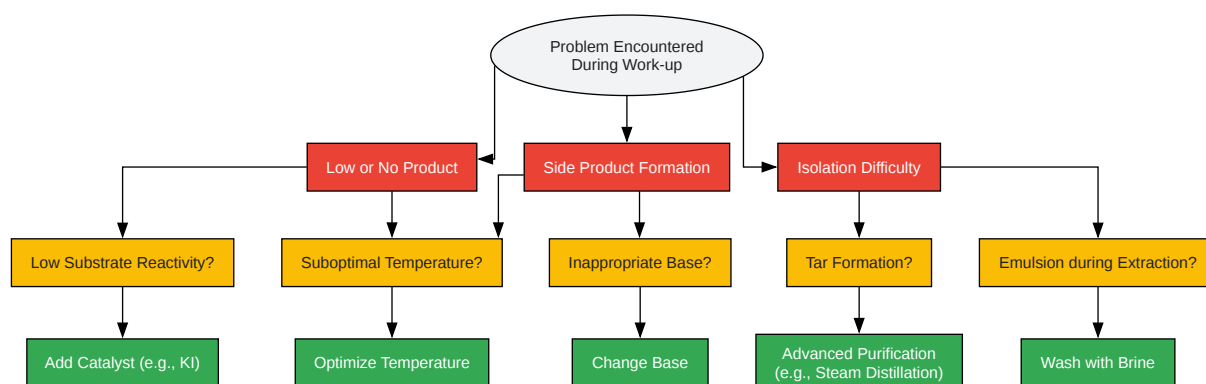 Problem Encountered
During Work-up
Low or No Product
Side Product Formation
Isolation Difficulty
Low Substrate Reactivity?
Suboptimal Temperature?
Inappropriate Base?
Tar Formation?
Emulsion during Extraction?
Add Catalyst (e.g., KI)
Optimize Temperature
Change Base
Advanced Purification
(e.g., Steam Distillation)
Wash with Brine